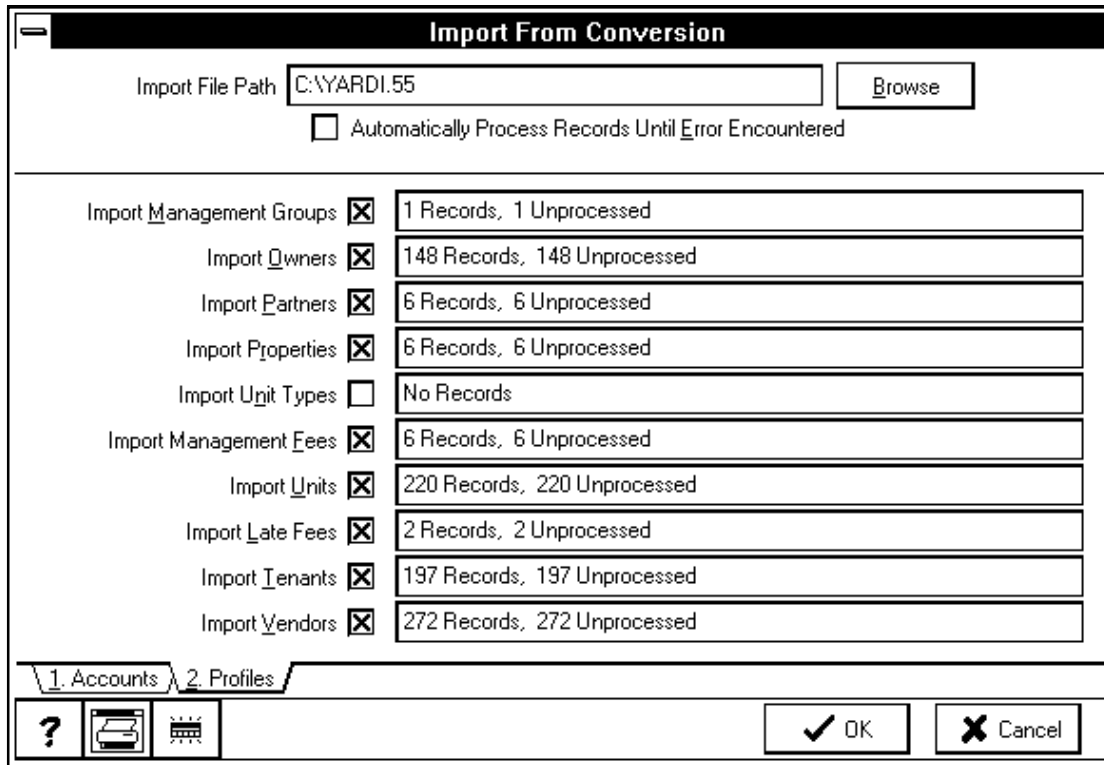 Import From Conversion
Import File Path C:\YARDI.55 Browse
Automatically Process Records Until Error Encountered
Import Management Groups 1 Records, 1 Unprocessed
Import Owners 148 Records, 148 Unprocessed
Import Partners 6 Records, 6 Unprocessed
Import Properties 6 Records, 6 Unprocessed
Import Unit Types No Records
Import Management Fees 6 Records, 6 Unprocessed
Import Units 220 Records, 220 Unprocessed
Import Late Fees 2 Records, 2 Unprocessed
Import Tenants 197 Records, 197 Unprocessed
Import Vendors 272 Records, 272 Unprocessed
1. Accounts 2. Profiles
? OK Cancel